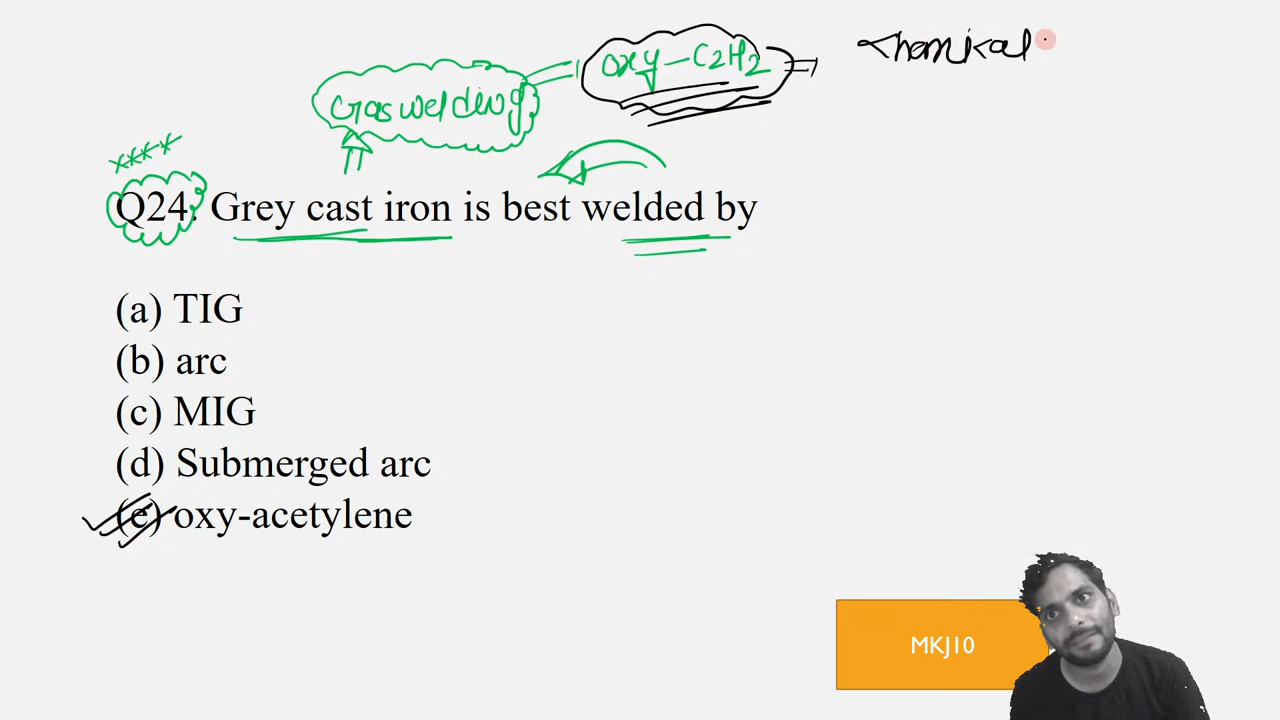 Gas welding = oxy-C2H2 = chemical
xxxx
Q24. Grey cast iron is best welded by
(a) TIG
(b) arc
(c) MIG
(d) Submerged arc
(e) oxy-acetylene
MKJ10